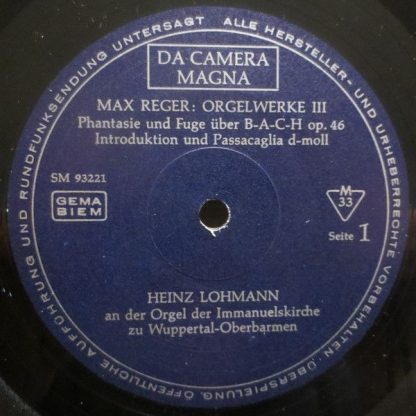 DA CAMERA
MAGNA
MAX REGER: ORGELWERKE III
Phantasie und Fuge über B-A-C-H op. 46
Introduktion und Passacaglia d-moll
SM 93221
GEMA
BIEM
M
33
Seite 1
HEINZ LOHMANN
an der Orgel der Immanuelskirche
zu Wuppertal-Oberbarmen
ALLE HERSTELLER- UND URHEBERRECHTE VORBEHALTEN · ÜBERSPIELUNG, ÖFFENTLICHE AUFFÜHRUNG UND RUNDFUNKSENDUNG UNTERSAGT